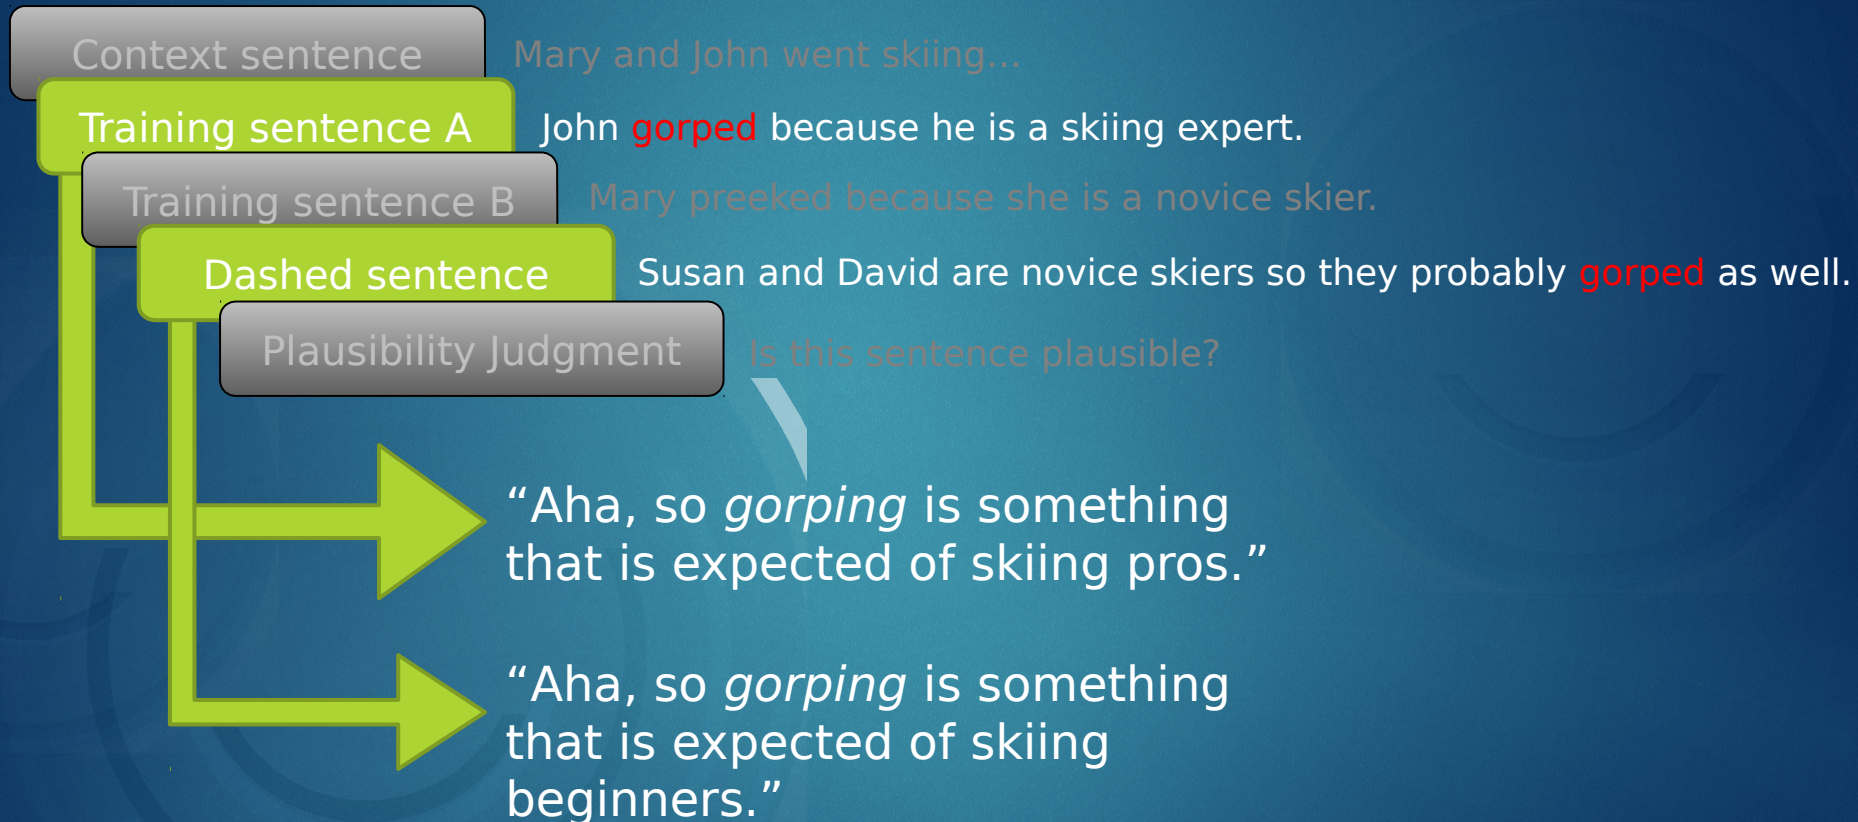 Context sentence Mary and John went skiing...
Training sentence A John gorped because he is a skiing expert.
Training sentence B Mary preeked because she is a novice skier.
Dashed sentence Susan and David are novice skiers so they probably gorped as well.
Plausibility Judgment Is this sentence plausible?
“Aha, so gorping is something
that is expected of skiing pros.”
“Aha, so gorping is something
that is expected of skiing
beginners.”